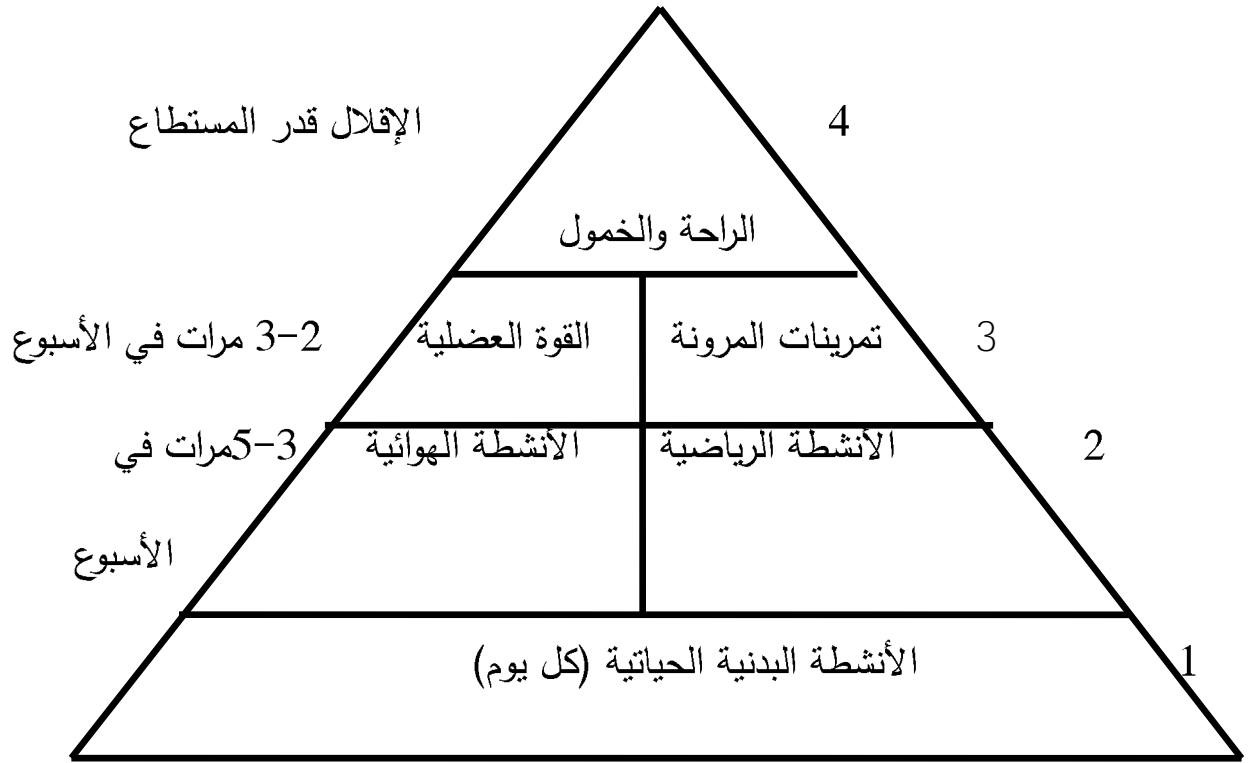 4
الإقلال قدر المستطاع
الراحة والخمول
3 تمرينات المرونة القوة العضلية 2-3 مرات في الأسبوع
2 الأنشطة الرياضية الأنشطة الهوائية 3-5مرات في
الأسبوع
الأنشطة البدنية الحياتية (كل يوم)
1